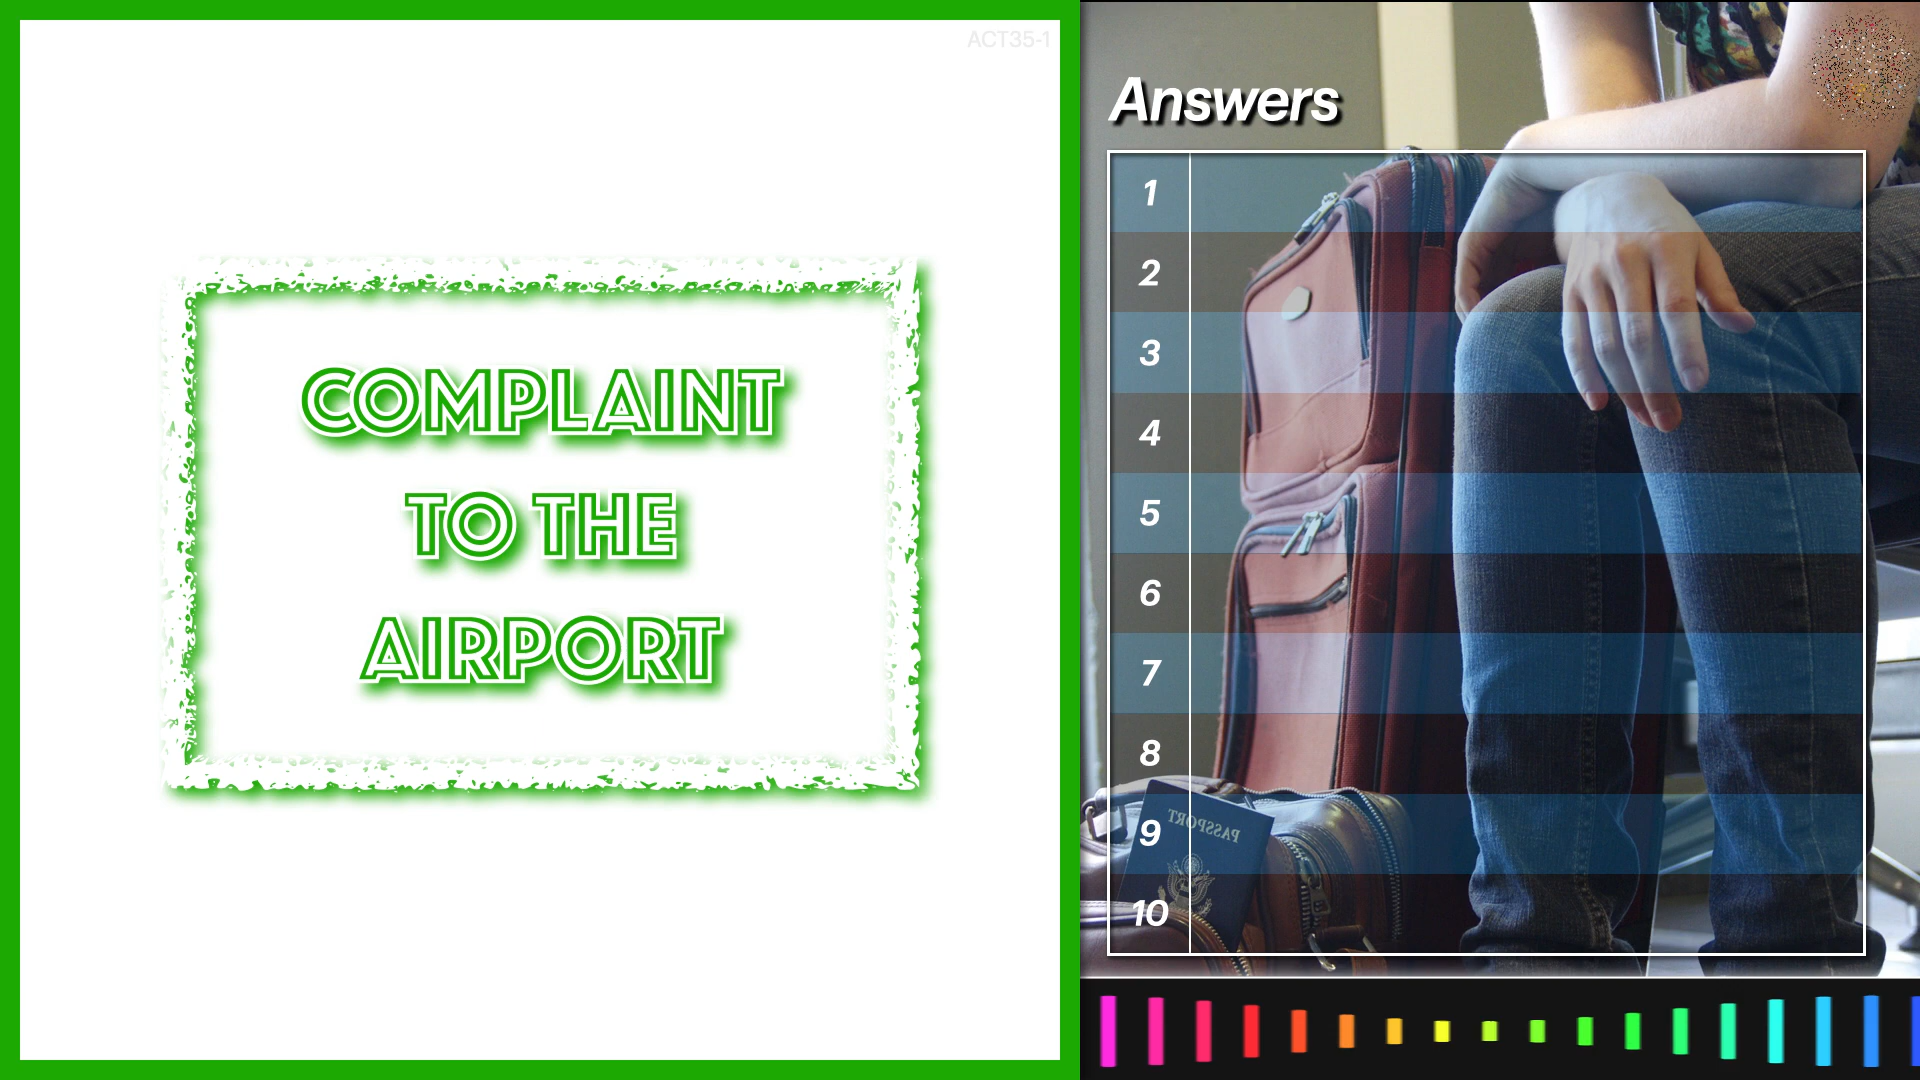 ACT35-1
COMPLAINT
TO THE
AIRPORT
Answers
1
2
3
4
5
6
7
8
9
PASSPORT
10